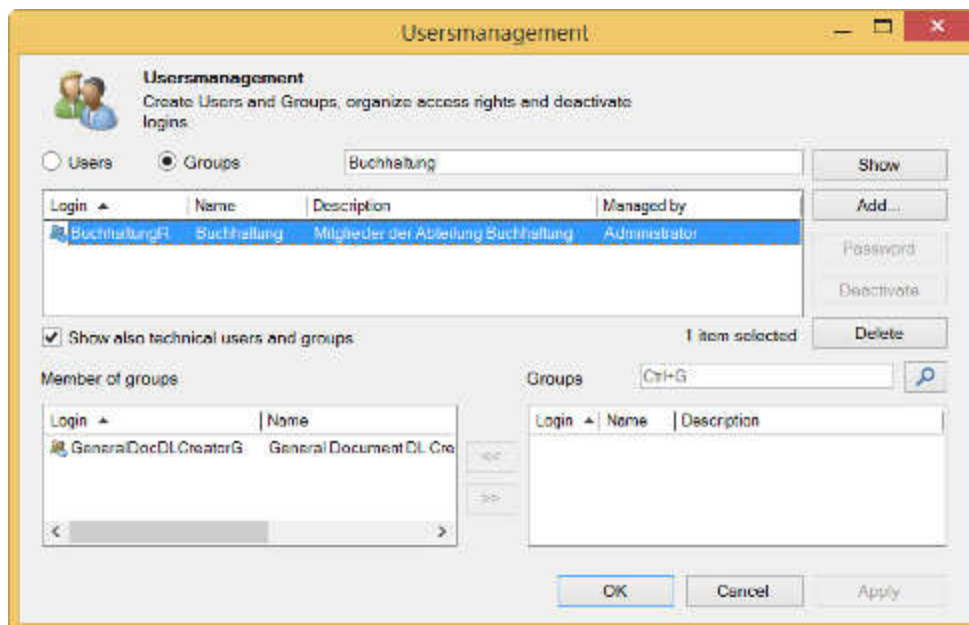 Usersmanagement
Usersmanagement
Create Users and Groups, organize access rights and deactivate
logins.
Users Groups Buchhaltung Show
Login Name Description Managed by Add...
BuchhaltungR Buchhaltung Mitglieder der Abteilung Buchhaltung Administrator
Password
Deactivate
Show also technical users and groups 1 item selected Delete
Member of groups Groups Ctrl+G
Login Name Login Name Description
GeneralDocDLCreatorG General Document DL Cre
<<
>>
OK Cancel Apply